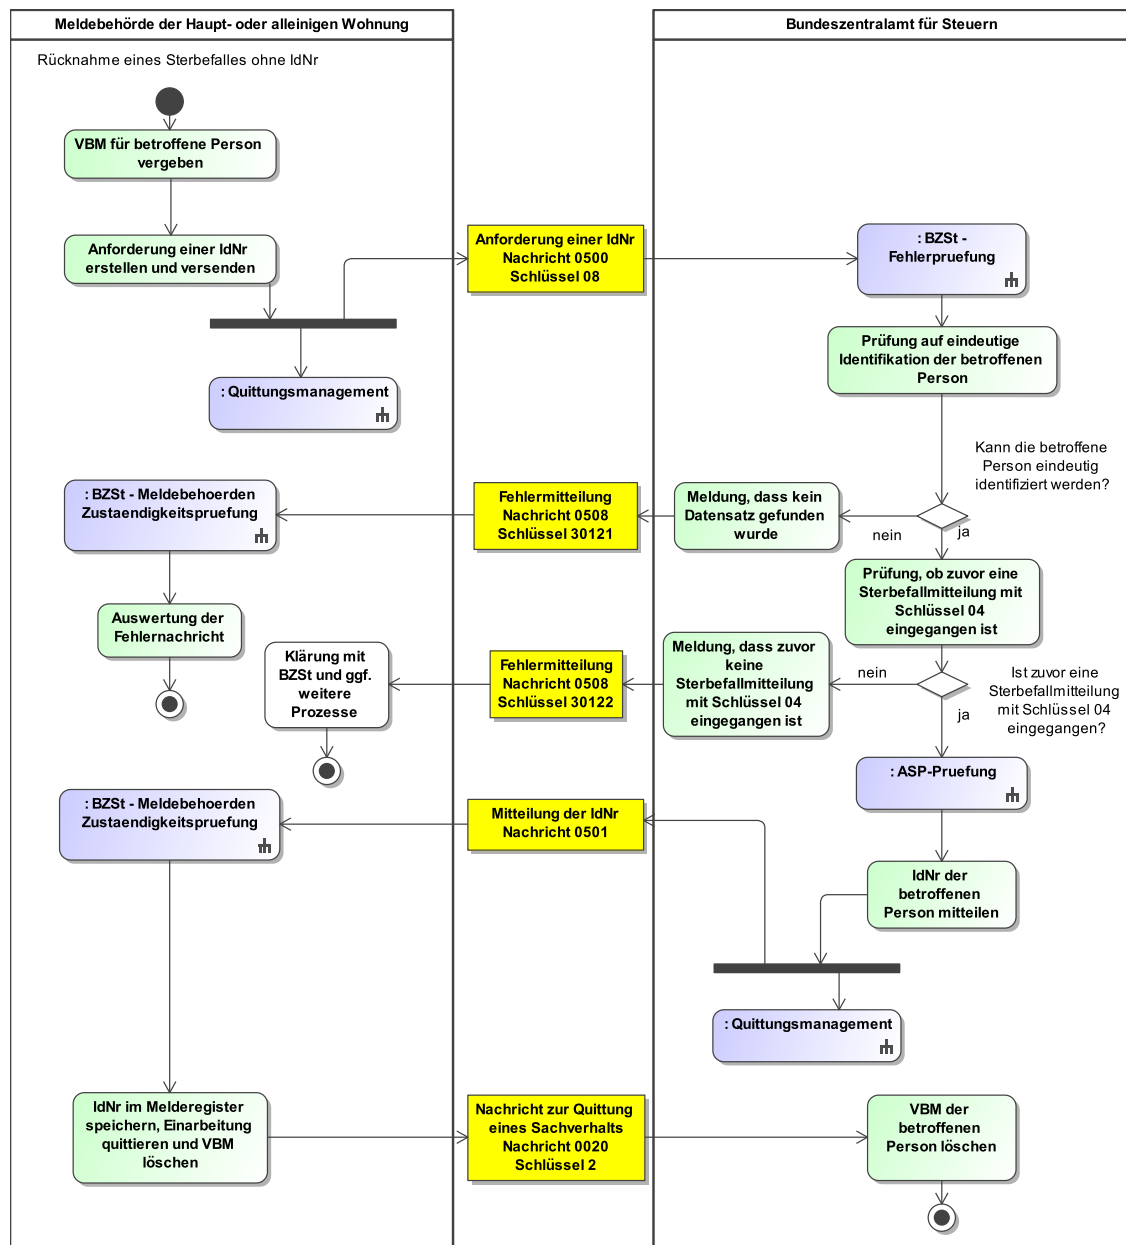 Meldebehörde der Haupt- oder alleinigen Wohnung
Bundeszentralamt für Steuern
Rücknahme eines Sterbefalles ohne IdNr
VBM für betroffene Person
vergeben
Anforderung einer IdNr
erstellen und versenden
Anforderung einer IdNr
Nachricht 0500
Schlüssel 08
: BZSt -
Fehlerpruefung
Prüfung auf eindeutige
Identifikation der betroffenen
Person
: Quittungsmanagement
Kann die betroffene
Person eindeutig
identifiziert werden?
: BZSt - Meldebehoerden
Zustaendigkeitspruefung
Fehlermitteilung
Nachricht 0508
Schlüssel 30121
Meldung, dass kein
Datensatz gefunden
wurde
nein
ja
Prüfung, ob zuvor eine
Sterbefallmitteilung mit
Schlüssel 04
eingegangen ist
Auswertung der
Fehlernachricht
Klärung mit
BZSt und ggf.
weitere
Prozesse
Fehlermitteilung
Nachricht 0508
Schlüssel 30122
Meldung, dass zuvor
keine
Sterbefallmitteilung
mit Schlüssel 04
eingegangen ist
nein
ja
Ist zuvor eine
Sterbefallmitteilung
mit Schlüssel 04
eingegangen?
: ASP-Pruefung
: BZSt - Meldebehoerden
Zustaendigkeitspruefung
Mitteilung der IdNr
Nachricht 0501
IdNr der
betroffenen
Person mitteilen
: Quittungsmanagement
IdNr im Melderegister
speichern, Einarbeitung
quittieren und VBM
löschen
Nachricht zur Quittung
eines Sachverhalts
Nachricht 0020
Schlüssel 2
VBM der
betroffenen
Person löschen